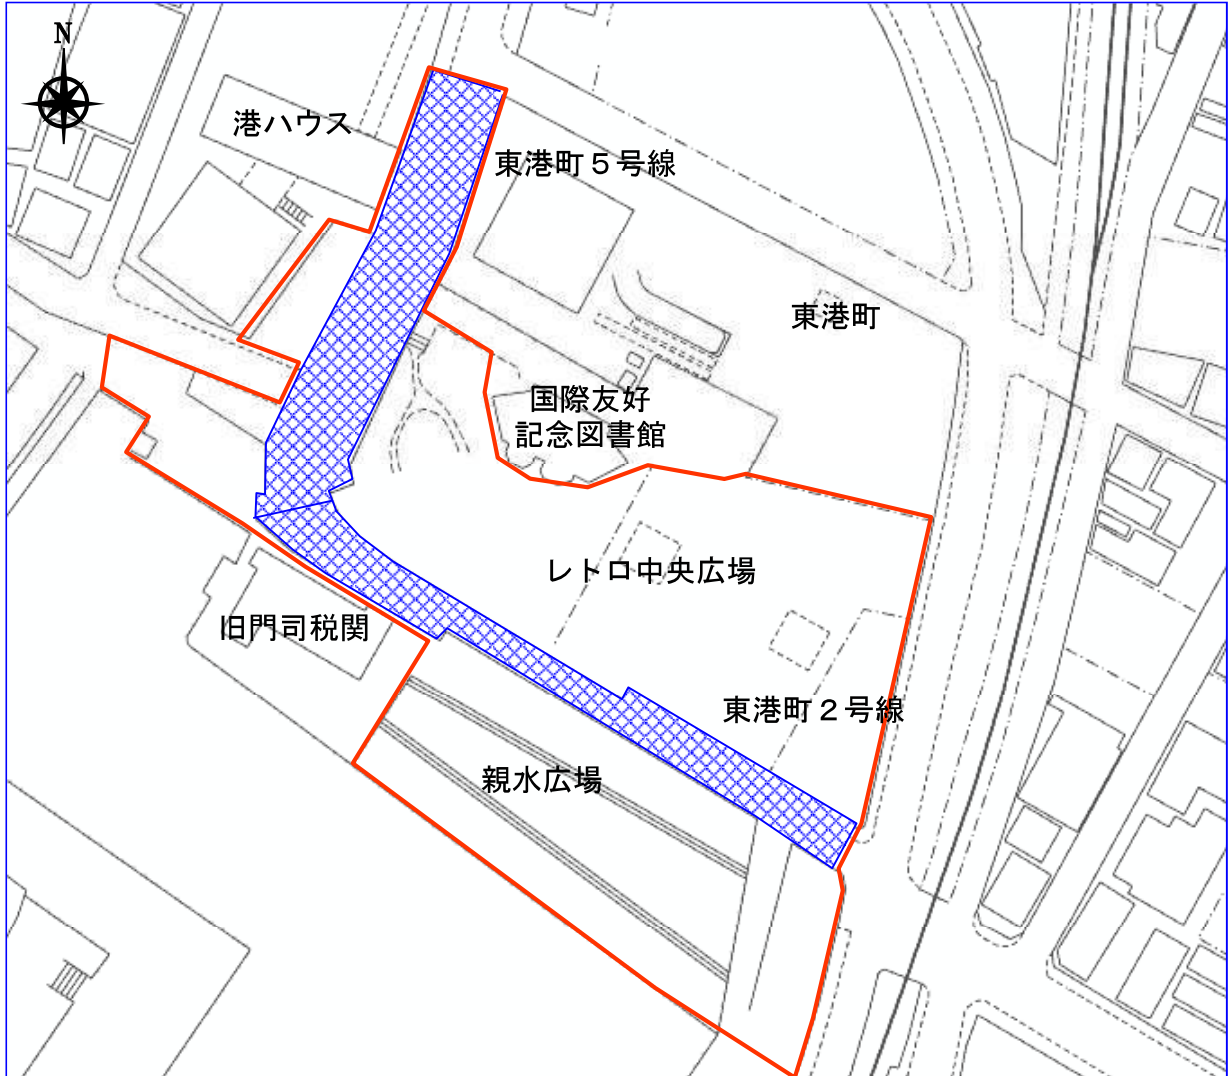 N
港ハウス
東港町５号線
東港町
国際友好
記念図書館
レトロ中央広場
旧門司税関
東港町２号線
親水広場